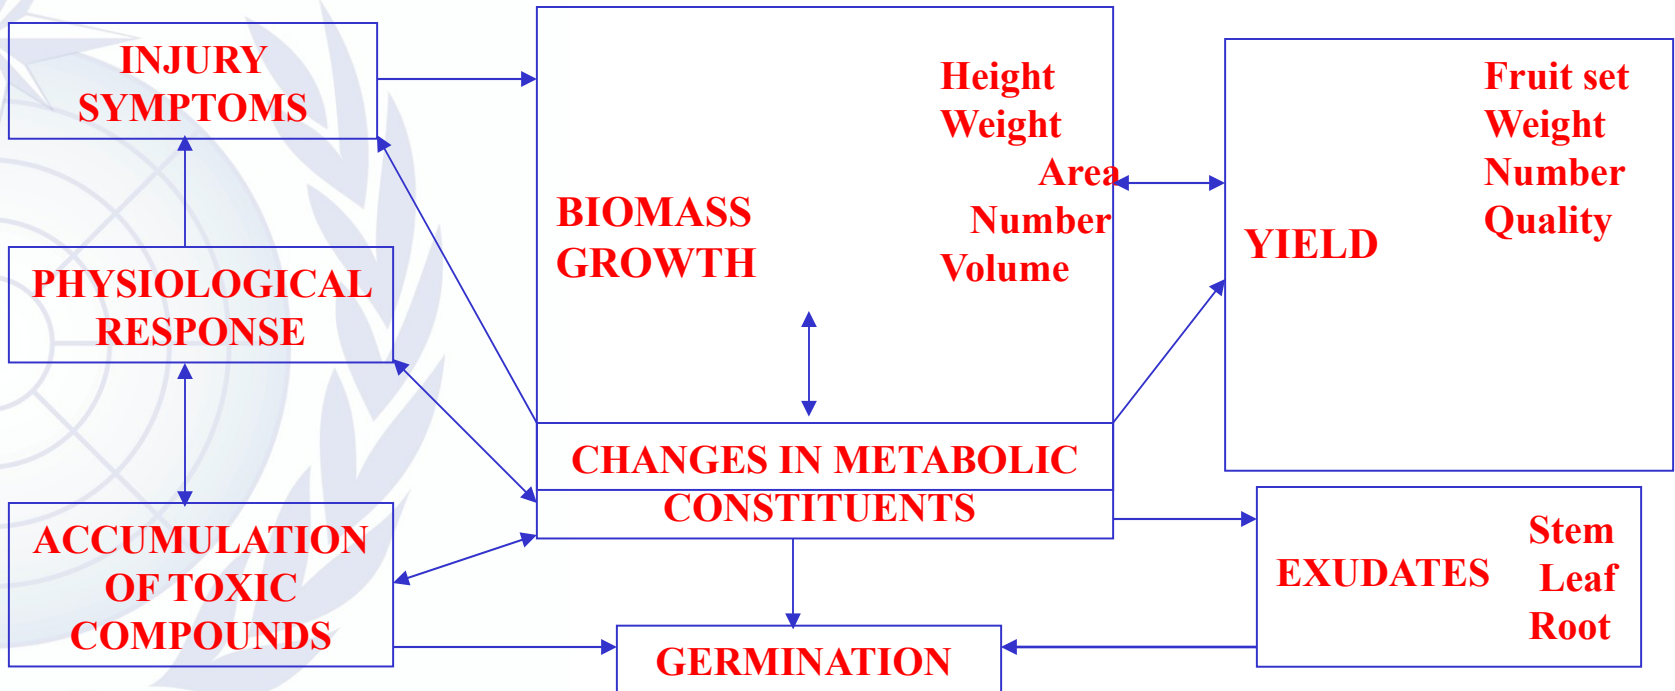 INJURY
SYMPTOMS
PHYSIOLOGICAL
RESPONSE
ACCUMULATION
OF TOXIC
COMPOUNDS
BIOMASS
GROWTH
Height
Weight
Area
Number
Volume
CHANGES IN METABOLIC
CONSTITUENTS
GERMINATION
YIELD
Fruit set
Weight
Number
Quality
EXUDATES
Stem
Leaf
Root